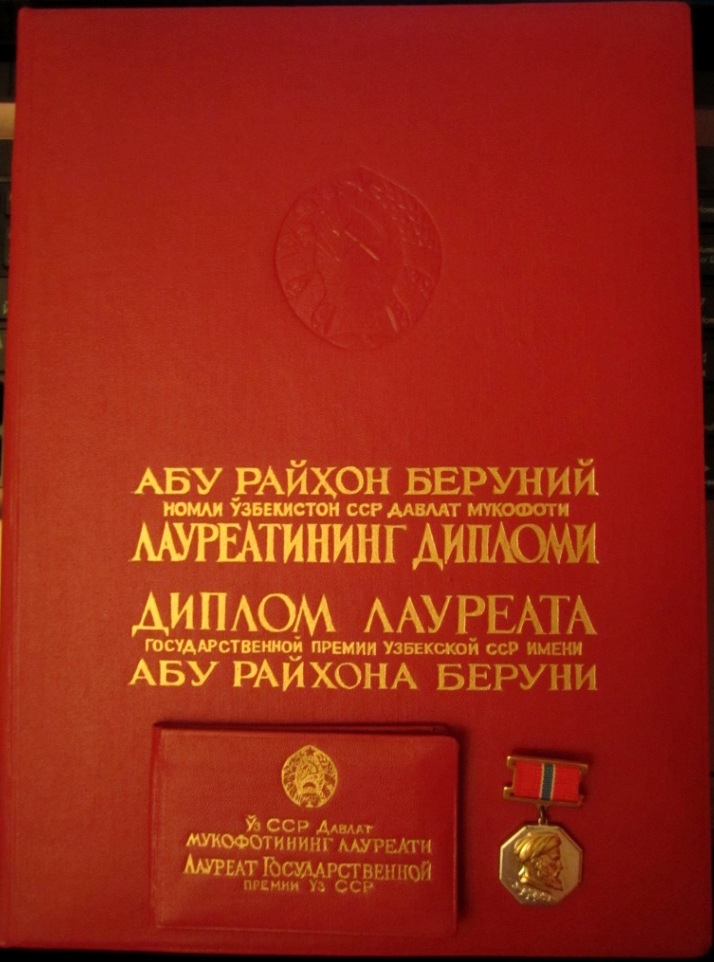 АБУ РАЙҲОН БЕРУНИЙ
НОМЛИ ЎЗБЕКИСТОН ССР ДАВЛАТ МУКОФОТИ
ЛАУРЕАТИНИНГ ДИПЛОМИ
ДИПЛОМ ЛАУРЕАТА
ГОСУДАРСТВЕННОЙ ПРЕМИИ УЗБЕКСКОЙ ССР ИМЕНИ
АБУ РАЙХОНА БЕРУНИ
ЎЗ ССР ДАВЛАТ
МУКОФОТИНИНГ ЛАУРЕАТИ
ЛАУРЕАТ ГОСУДАРСТВЕННОЙ
ПРЕМИИ УЗ ССР